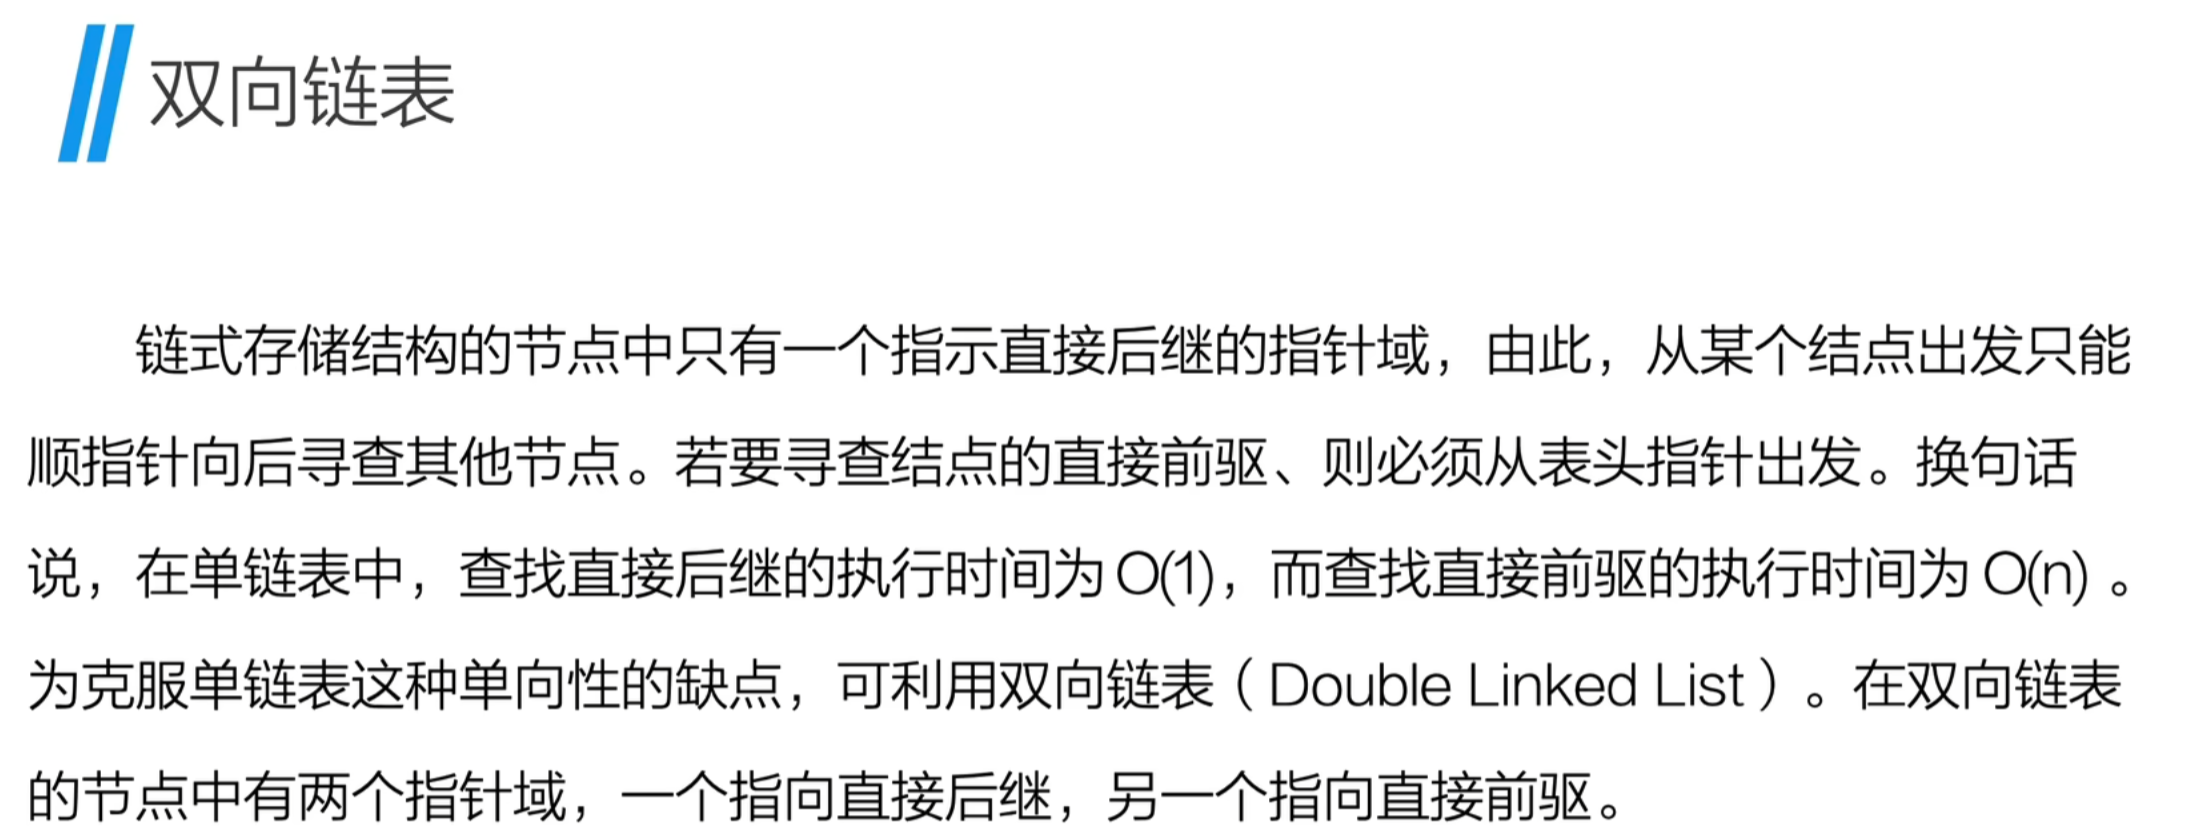 双向链表
链式存储结构的节点中只有一个指示直接后继的指针域，由此，从某个结点出发只能
顺指针向后寻查其他节点。若要寻查结点的直接前驱、则必须从表头指针出发。换句话
说，在单链表中，查找直接后继的执行时间为 O(1)，而查找直接前驱的执行时间为 O(n) 。
为克服单链表这种单向性的缺点，可利用双向链表（Double Linked List）。在双向链表
的节点中有两个指针域，一个指向直接后继，另一个指向直接前驱。